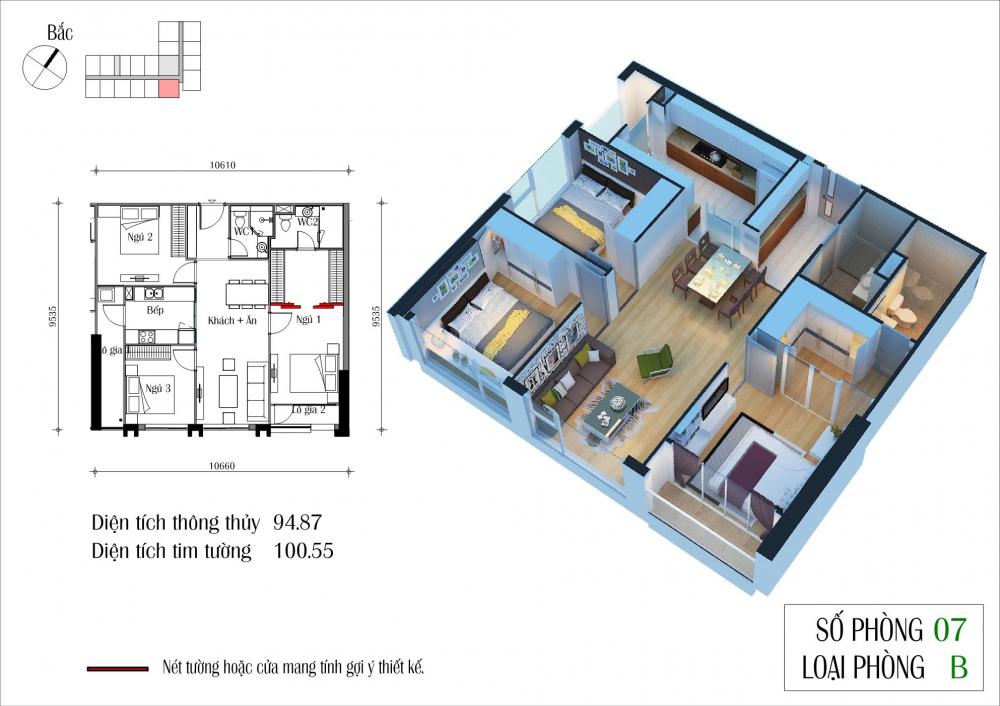 Bắc
10610
9535
9535
WC1
WC2
Ngủ 2
Bếp
Khách + Ăn
Ngủ 1
Lô gia
Ngủ 3
Lô gia 2
10660
Diện tích thông thủy 94.87
Diện tích tim tường 100.55
Nét tường hoặc cửa mang tính gợi ý thiết kế.
SỐ PHÒNG 07
LOẠI PHÒNG B